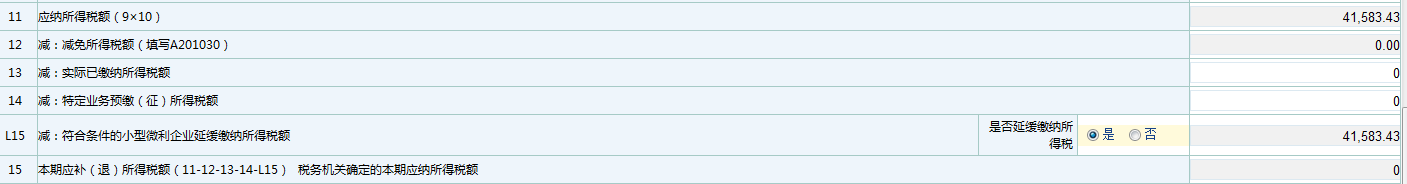 11 应纳所得税额（9×10） 41,583.43
12 减：减免所得税额（填写A201030） 0.00
13 减：实际已缴纳所得税额 0
14 减：特定业务预缴（征）所得税额 0
L15 减：符合条件的小型微利企业延缓缴纳所得税额 是否延缓缴纳所得税 是 否 41,583.43
15 本期应补（退）所得税额（11-12-13-14-L15） 税务机关确定的本期应纳所得税额 0